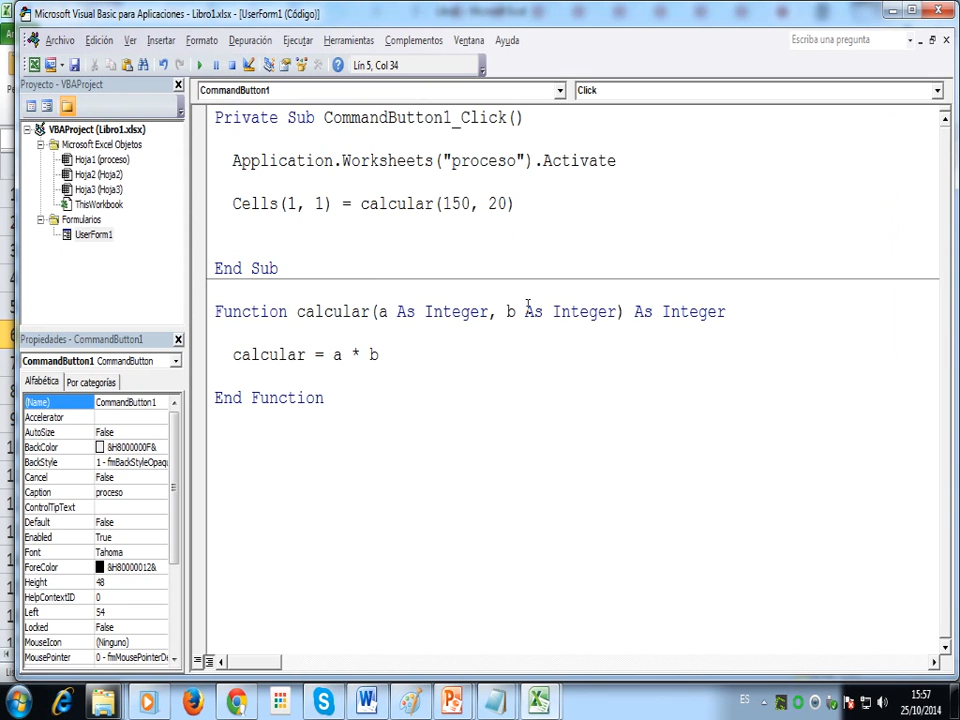 Microsoft Visual Basic para Aplicaciones - Libro1.xlsx - [UserForm1 (Código)]
Archivo Edición Ver Insertar Formato Depuración Ejecutar Herramientas Complementos Ventana Ayuda Escriba una pregunta
Lín 5, Col 34
Proyecto - VBAProject
VBAProject (Libro1.xlsx)
Microsoft Excel Objetos
Hoja1 (proceso)
Hoja2 (Hoja2)
Hoja3 (Hoja3)
ThisWorkbook
Formularios
UserForm1
Propiedades - CommandButton1
CommandButton1 CommandButton
Alfabética Por categorías
(Name) CommandButton1
Accelerator
AutoSize False
BackColor &H8000000F&
BackStyle 1 - fmBackStyleOpaqu
Cancel False
Caption proceso
ControlTipText
Default False
Enabled True
Font Tahoma
ForeColor &H80000012&
Height 48
HelpContextID 0
Left 54
Locked False
MouseIcon (Ninguno)
MousePointer 0 - fmMousePointerDe
CommandButton1 Click
Private Sub CommandButton1_Click()
Application.Worksheets("proceso").Activate
Cells(1, 1) = calcular(150, 20)
End Sub
Function calcular(a As Integer, b As Integer) As Integer
calcular = a * b
End Function
ES
15:57
25/10/2014